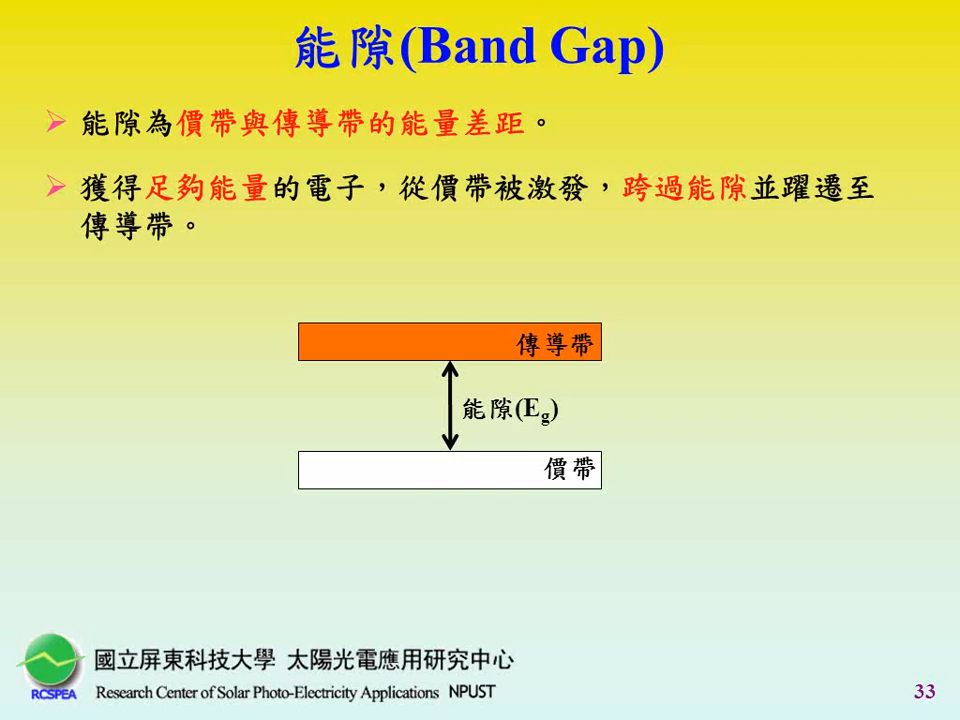 能隙(Band Gap)
能隙為價帶與傳導帶的能量差距。
獲得足夠能量的電子，從價帶被激發，跨過能隙並躍遷至
傳導帶。
傳導帶
能隙(Eg)
價帶
國立屏東科技大學 太陽光電應用研究中心
RCSPEA
Research Center of Solar Photo-Electricity Applications NPUST
33